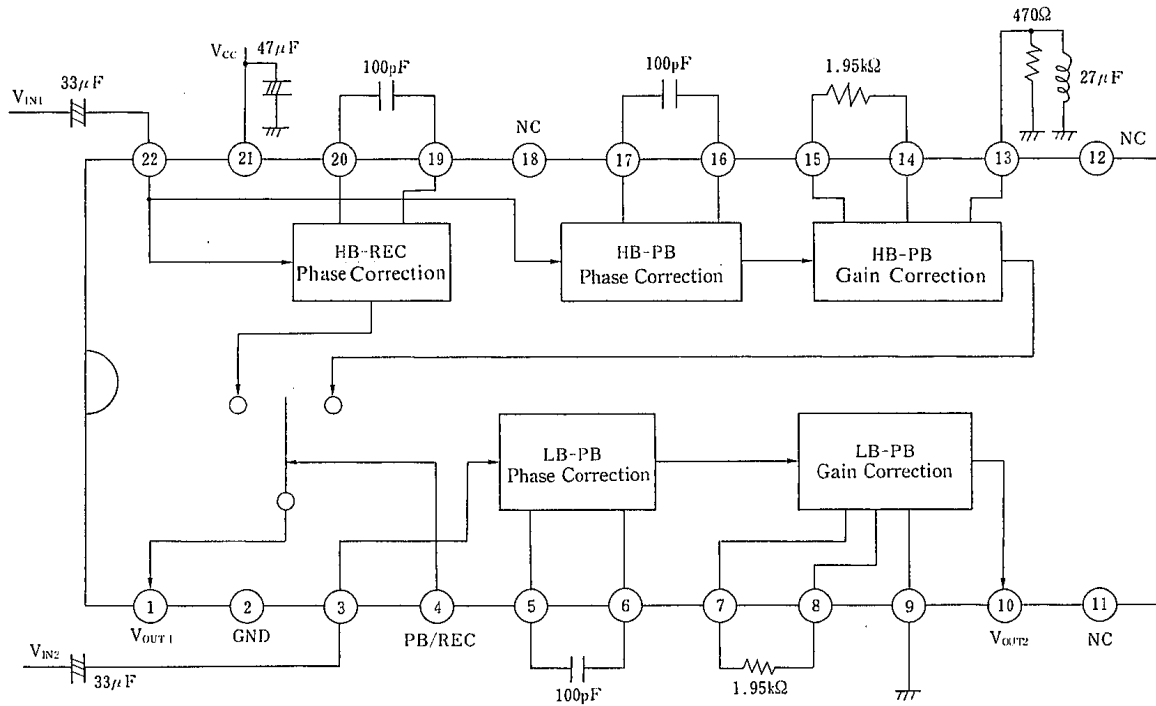 470Ω
VCC
47μF
33μF
100pF
100pF
1.95kΩ
27μF
VIN1
NC
NC
22
21
20
19
18
17
16
15
14
13
12
HB-REC
Phase Correction
HB-PB
Phase Correction
HB-PB
Gain Correction
LB-PB
Phase Correction
LB-PB
Gain Correction
1
2
3
4
5
6
7
8
9
10
11
VOUT1
GND
PB/REC
VOUT2
NC
VIN2
33μF
100pF
1.95kΩ